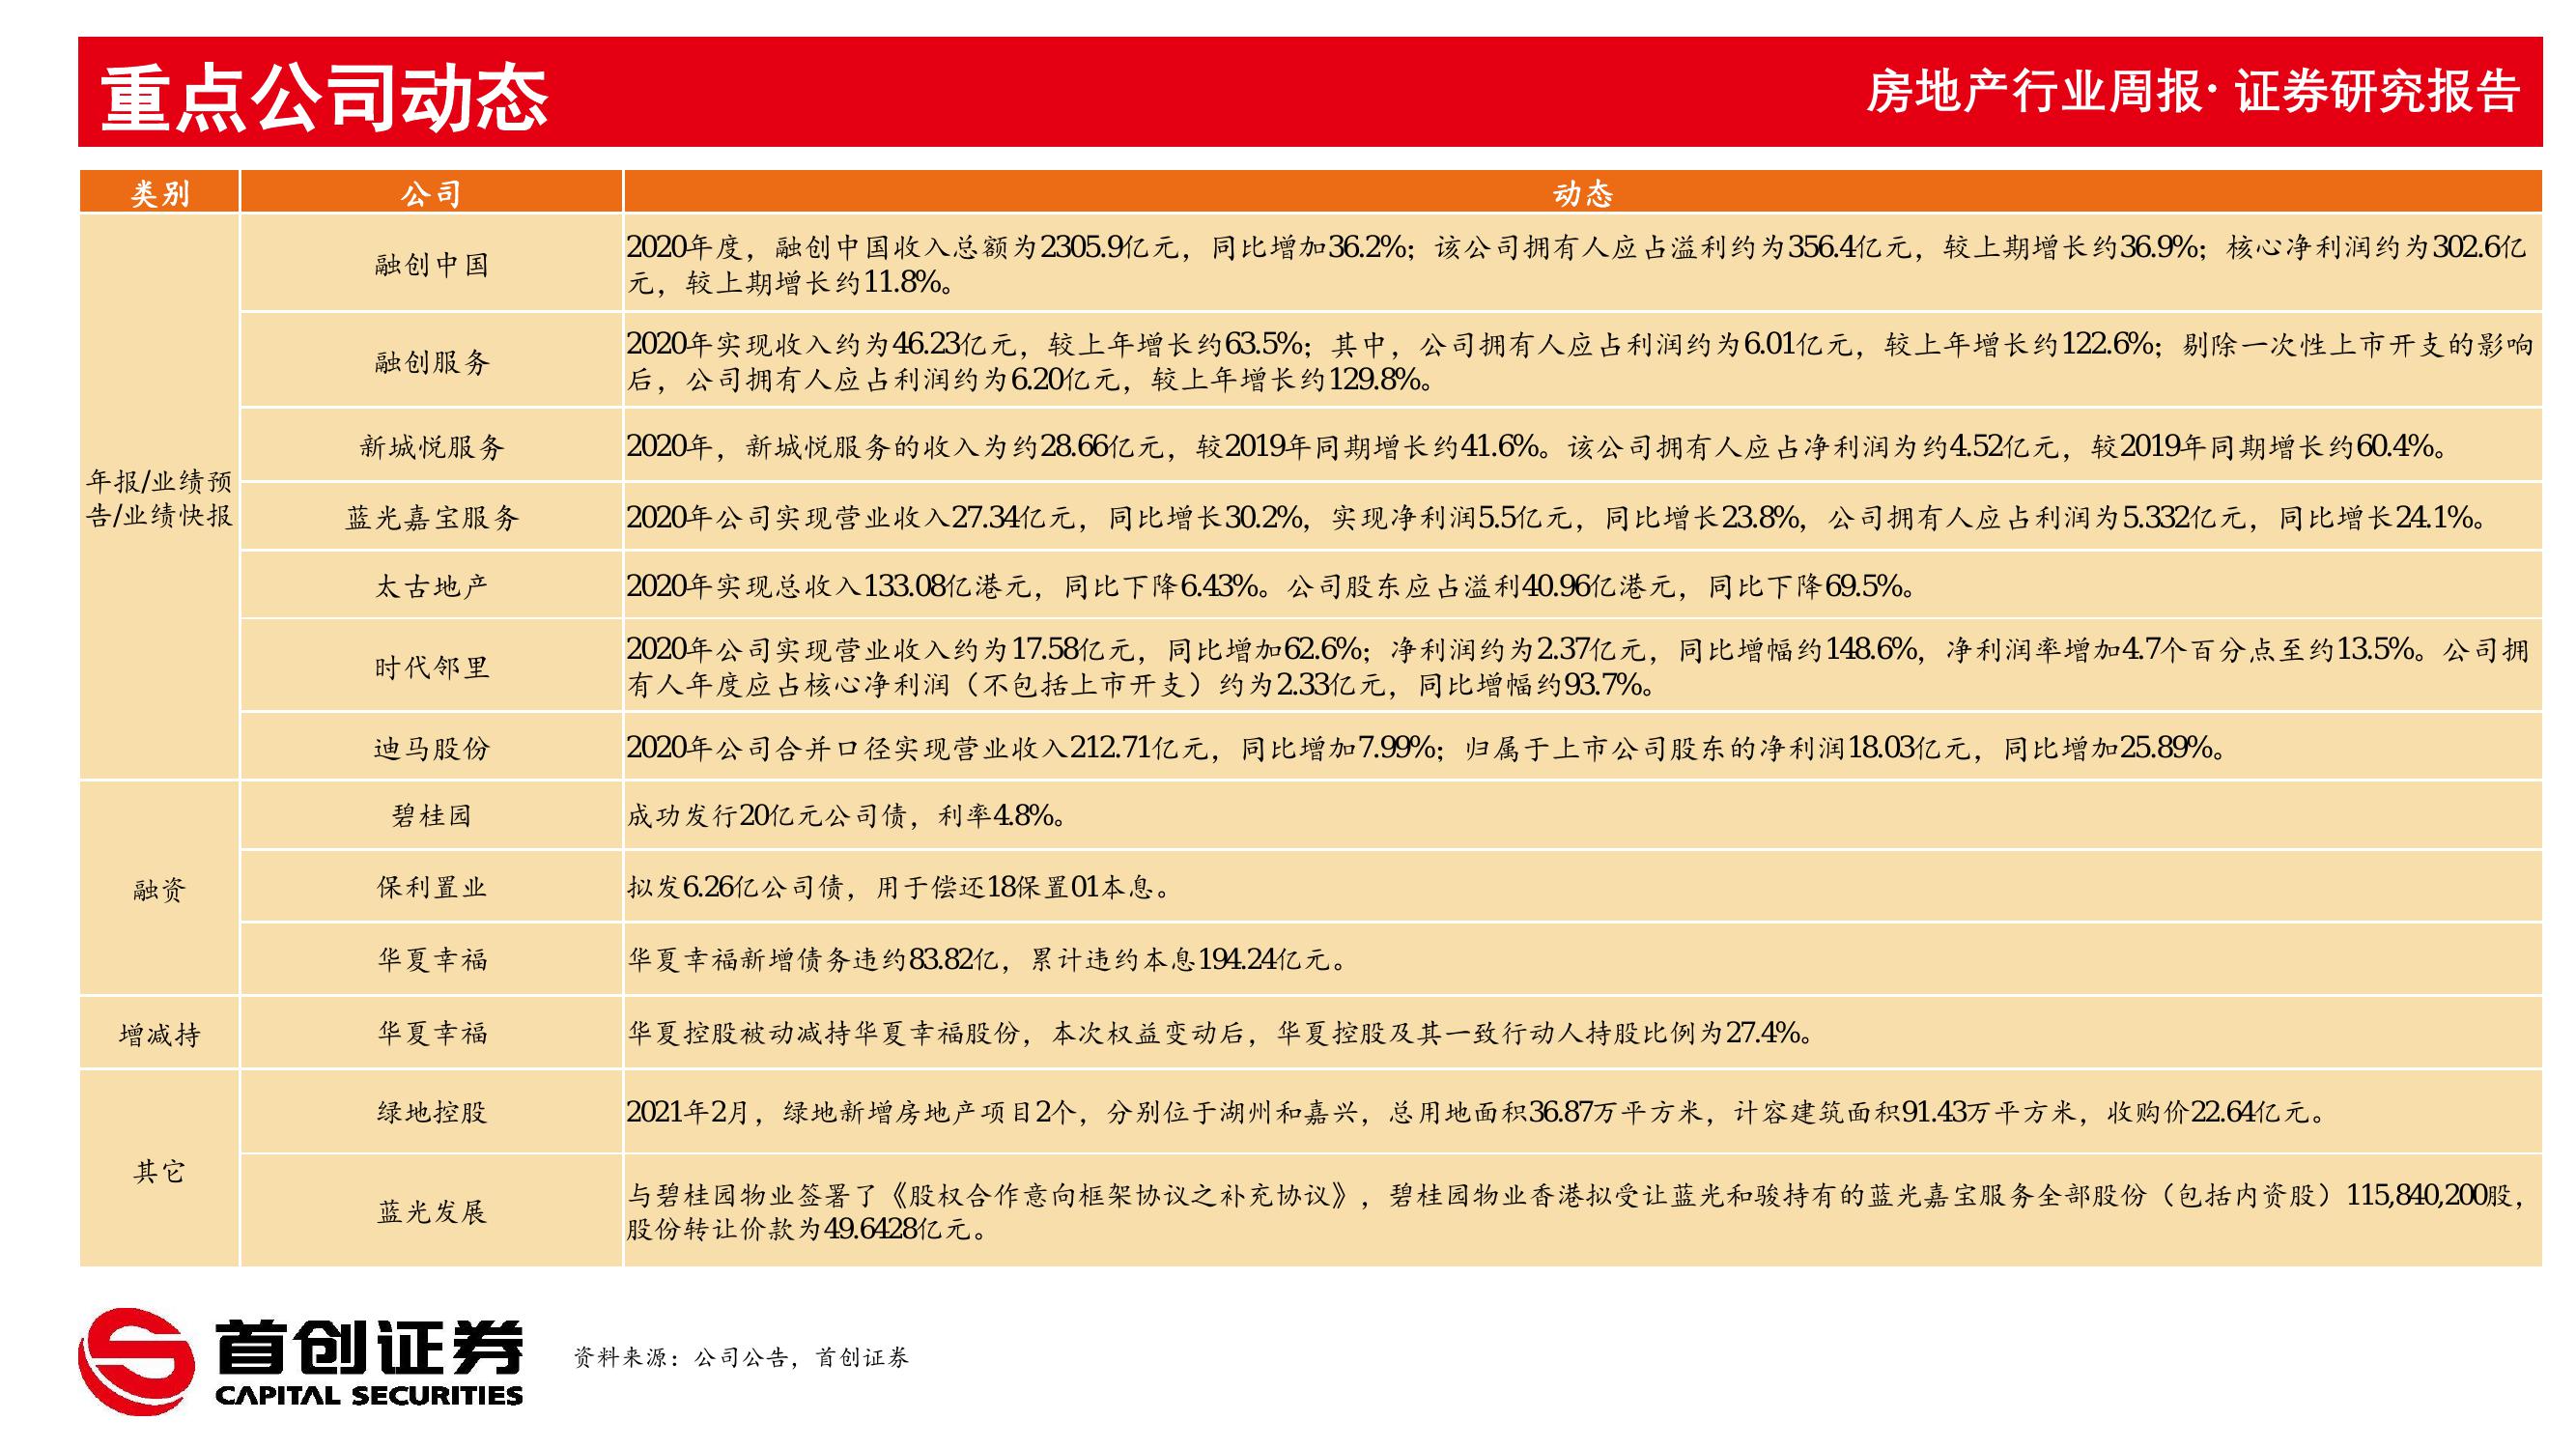 重点公司动态
房地产行业周报· 证券研究报告
类别 公司 动态
年报/业绩预
告/业绩快报
融创中国
2020年度，融创中国收入总额为2305.9亿元，同比增加36.2%；该公司拥有人应占溢利约为356.4亿元，较上期增长约36.9%；核心净利润约为302.6亿
元，较上期增长约11.8%。
融创服务
2020年实现收入约为46.23亿元，较上年增长约63.5%；其中，公司拥有人应占利润约为6.01亿元，较上年增长约122.6%；剔除一次性上市开支的影响
后，公司拥有人应占利润约为6.20亿元，较上年增长约129.8%。
新城悦服务
2020年，新城悦服务的收入为约28.66亿元，较2019年同期增长约41.6%。该公司拥有人应占净利润为约4.52亿元，较2019年同期增长约60.4%。
蓝光嘉宝服务
2020年公司实现营业收入27.34亿元，同比增长30.2%，实现净利润5.5亿元，同比增长23.8%，公司拥有人应占利润为5.332亿元，同比增长24.1%。
太古地产
2020年实现总收入133.08亿港元，同比下降6.43%。公司股东应占溢利40.96亿港元，同比下降69.5%。
时代邻里
2020年公司实现营业收入约为17.58亿元，同比增加62.6%；净利润约为2.37亿元，同比增幅约148.6%，净利润率增加4.7个百分点至约13.5%。公司拥
有人年度应占核心净利润（不包括上市开支）约为2.33亿元，同比增幅约93.7%。
迪马股份
2020年公司合并口径实现营业收入212.71亿元，同比增加7.99%；归属于上市公司股东的净利润18.03亿元，同比增加25.89%。
融资
碧桂园
成功发行20亿元公司债，利率4.8%。
保利置业
拟发6.26亿公司债，用于偿还18保置01本息。
华夏幸福
华夏幸福新增债务违约83.82亿，累计违约本息194.24亿元。
增减持
华夏幸福
华夏控股被动减持华夏幸福股份，本次权益变动后，华夏控股及其一致行动人持股比例为27.4%。
其它
绿地控股
2021年2月，绿地新增房地产项目2个，分别位于湖州和嘉兴，总用地面积36.87万平方米，计容建筑面积91.43万平方米，收购价22.64亿元。
蓝光发展
与碧桂园物业签署了《股权合作意向框架协议之补充协议》，碧桂园物业香港拟受让蓝光和骏持有的蓝光嘉宝服务全部股份（包括内资股）115,840,200股，
股份转让价款为49.6428亿元。
首创证券
CAPITAL SECURITIES
资料来源：公司公告，首创证券